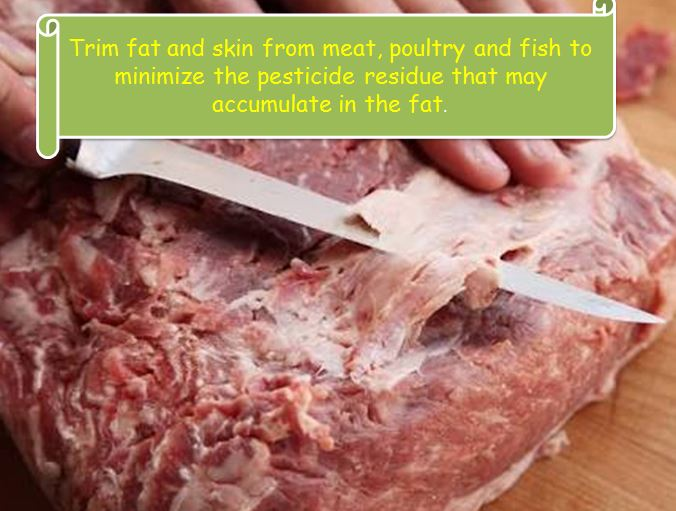 Trim fat and skin from meat, poultry and fish to
minimize the pesticide residue that may
accumulate in the fat.